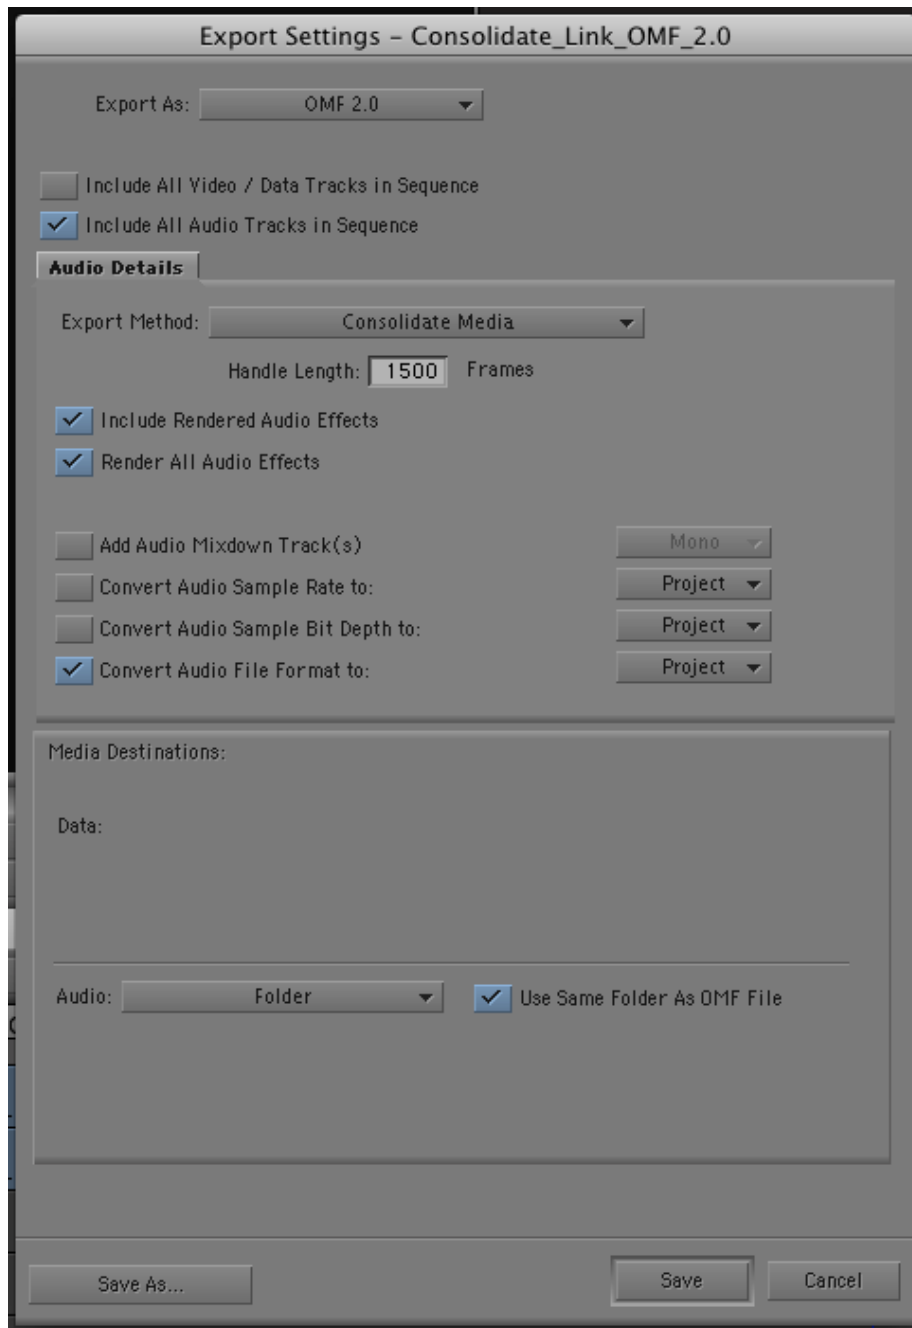 Export Settings - Consolidate_Link_OMF_2.0
Export As: OMF 2.0
Include All Video / Data Tracks in Sequence
Include All Audio Tracks in Sequence
Audio Details
Export Method: Consolidate Media
Handle Length: 1500 Frames
Include Rendered Audio Effects
Render All Audio Effects
Add Audio Mixdown Track(s) Mono
Convert Audio Sample Rate to: Project
Convert Audio Sample Bit Depth to: Project
Convert Audio File Format to: Project
Media Destinations:
Data:
Audio: Folder Use Same Folder As OMF File
Save As... Save Cancel